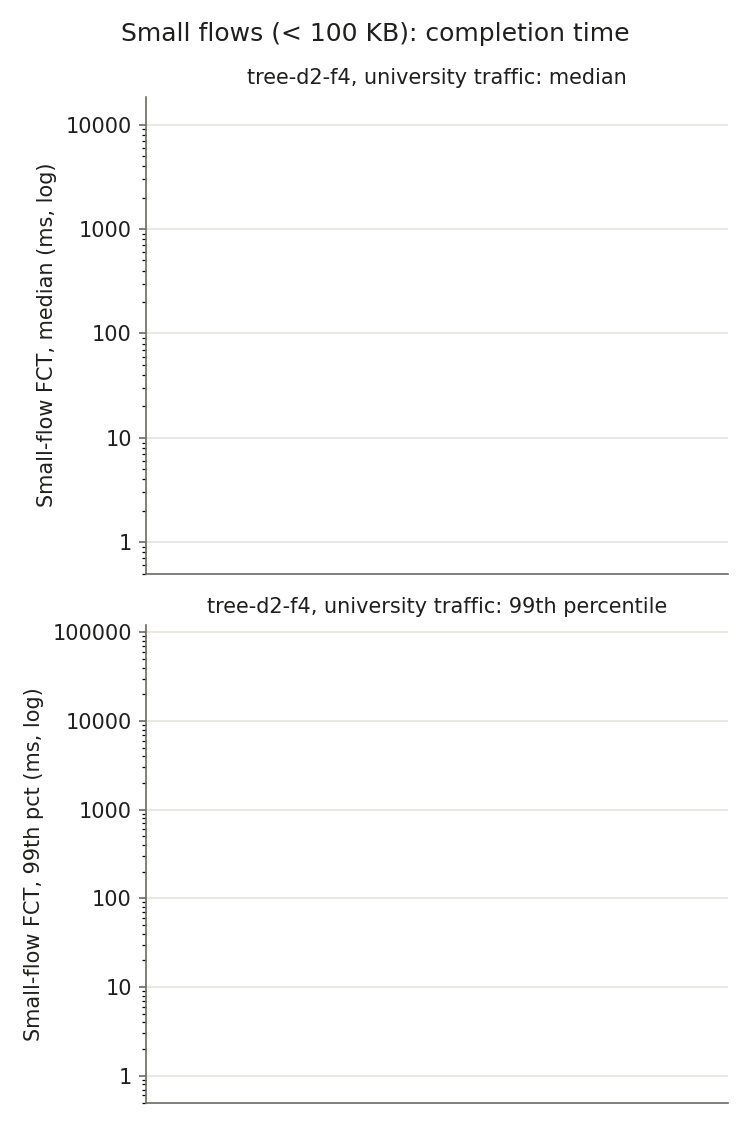 Small flows (< 100 KB): completion time
tree-d2-f4, university traffic: median
Small-flow FCT, median (ms, log)
10000
1000
100
10
1
tree-d2-f4, university traffic: 99th percentile
Small-flow FCT, 99th pct (ms, log)
100000
10000
1000
100
10
1